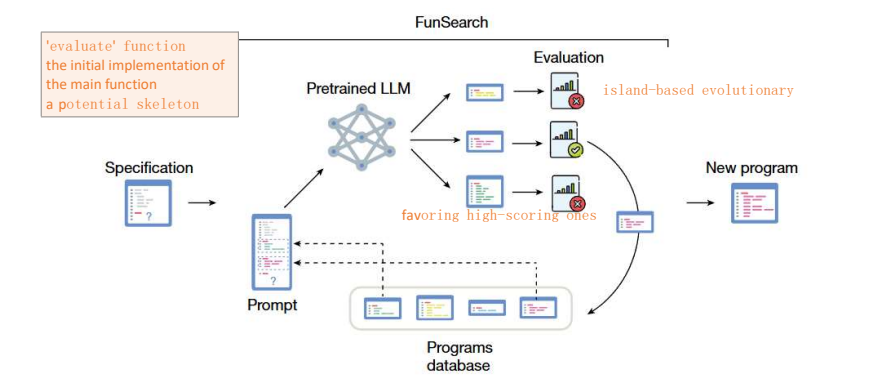 FunSearch
'evaluate' function
the initial implementation of
the main function
a potential skeleton
Evaluation
Pretrained LLM
island-based evolutionary
Specification
?
New program
favoring high-scoring ones
?
Prompt
Programs
database